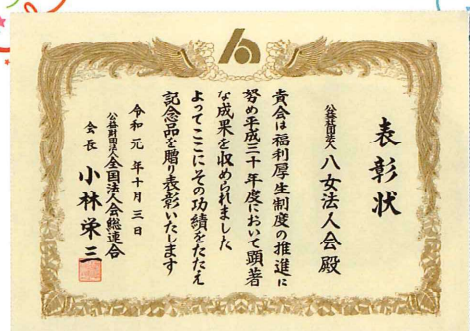 表彰状
公益社団法人 八女法人会殿
貴会は福利厚生制度の推進に
努め平成三十年度において顕著
な成果を収められました
よってここにその功績をたたえ
記念品を贈り表彰いたします
令和元年十月三日
公益財団法人全国法人会総連合
会長 小林栄三